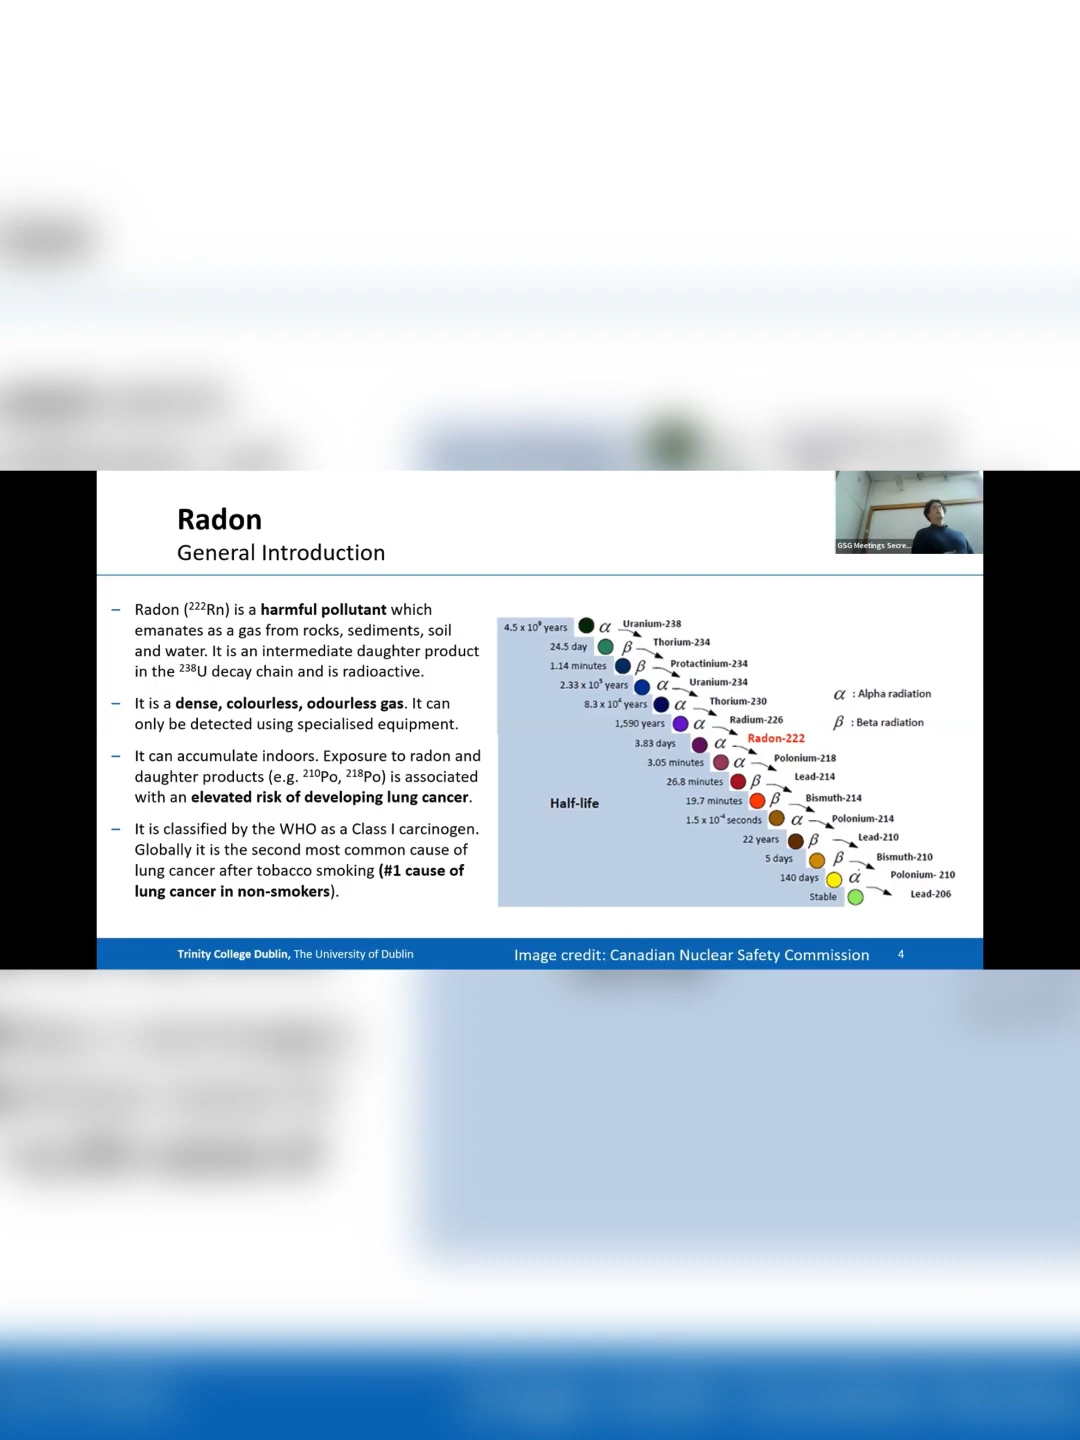 Radon
General Introduction
GSG Meetings Secre...
– Radon (²²²Rn) is a harmful pollutant which
emanates as a gas from rocks, sediments, soil
and water. It is an intermediate daughter product
in the ²³⁸U decay chain and is radioactive.
– It is a dense, colourless, odourless gas. It can
only be detected using specialised equipment.
– It can accumulate indoors. Exposure to radon and
daughter products (e.g. ²¹⁰Po, ²¹⁸Po) is associated
with an elevated risk of developing lung cancer.
– It is classified by the WHO as a Class I carcinogen.
Globally it is the second most common cause of
lung cancer after tobacco smoking (#1 cause of
lung cancer in non-smokers).
4.5 x 10⁹ years α Uranium-238
24.5 day β Thorium-234
1.14 minutes β Protactinium-234
2.33 x 10⁵ years α Uranium-234
8.3 x 10⁴ years α Thorium-230
1,590 years α Radium-226
3.83 days α Radon-222
3.05 minutes α Polonium-218
26.8 minutes β Lead-214
19.7 minutes β Bismuth-214
1.5 x 10⁻⁴ seconds α Polonium-214
22 years β Lead-210
5 days β Bismuth-210
140 days α Polonium- 210
Stable Lead-206
Half-life
α : Alpha radiation
β : Beta radiation
Trinity College Dublin, The University of Dublin
Image credit: Canadian Nuclear Safety Commission
4